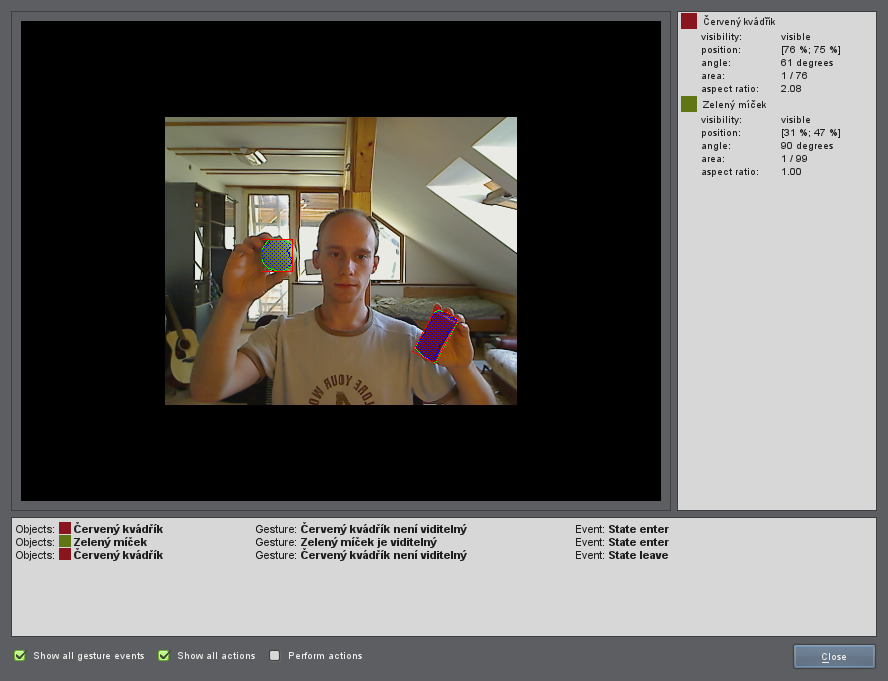 Červený kvádřík
visibility: visible
position: [76 %; 75 %]
angle: 61 degrees
area: 1 / 76
aspect ratio: 2.08
Zelený míček
visibility: visible
position: [31 %; 47 %]
angle: 90 degrees
area: 1 / 99
aspect ratio: 1.00
Objects: Červený kvádřík Gesture: Červený kvádřík není viditelný Event: State enter
Objects: Zelený míček Gesture: Zelený míček je viditelný Event: State enter
Objects: Červený kvádřík Gesture: Červený kvádřík není viditelný Event: State leave
Show all gesture events Show all actions Perform actions Close